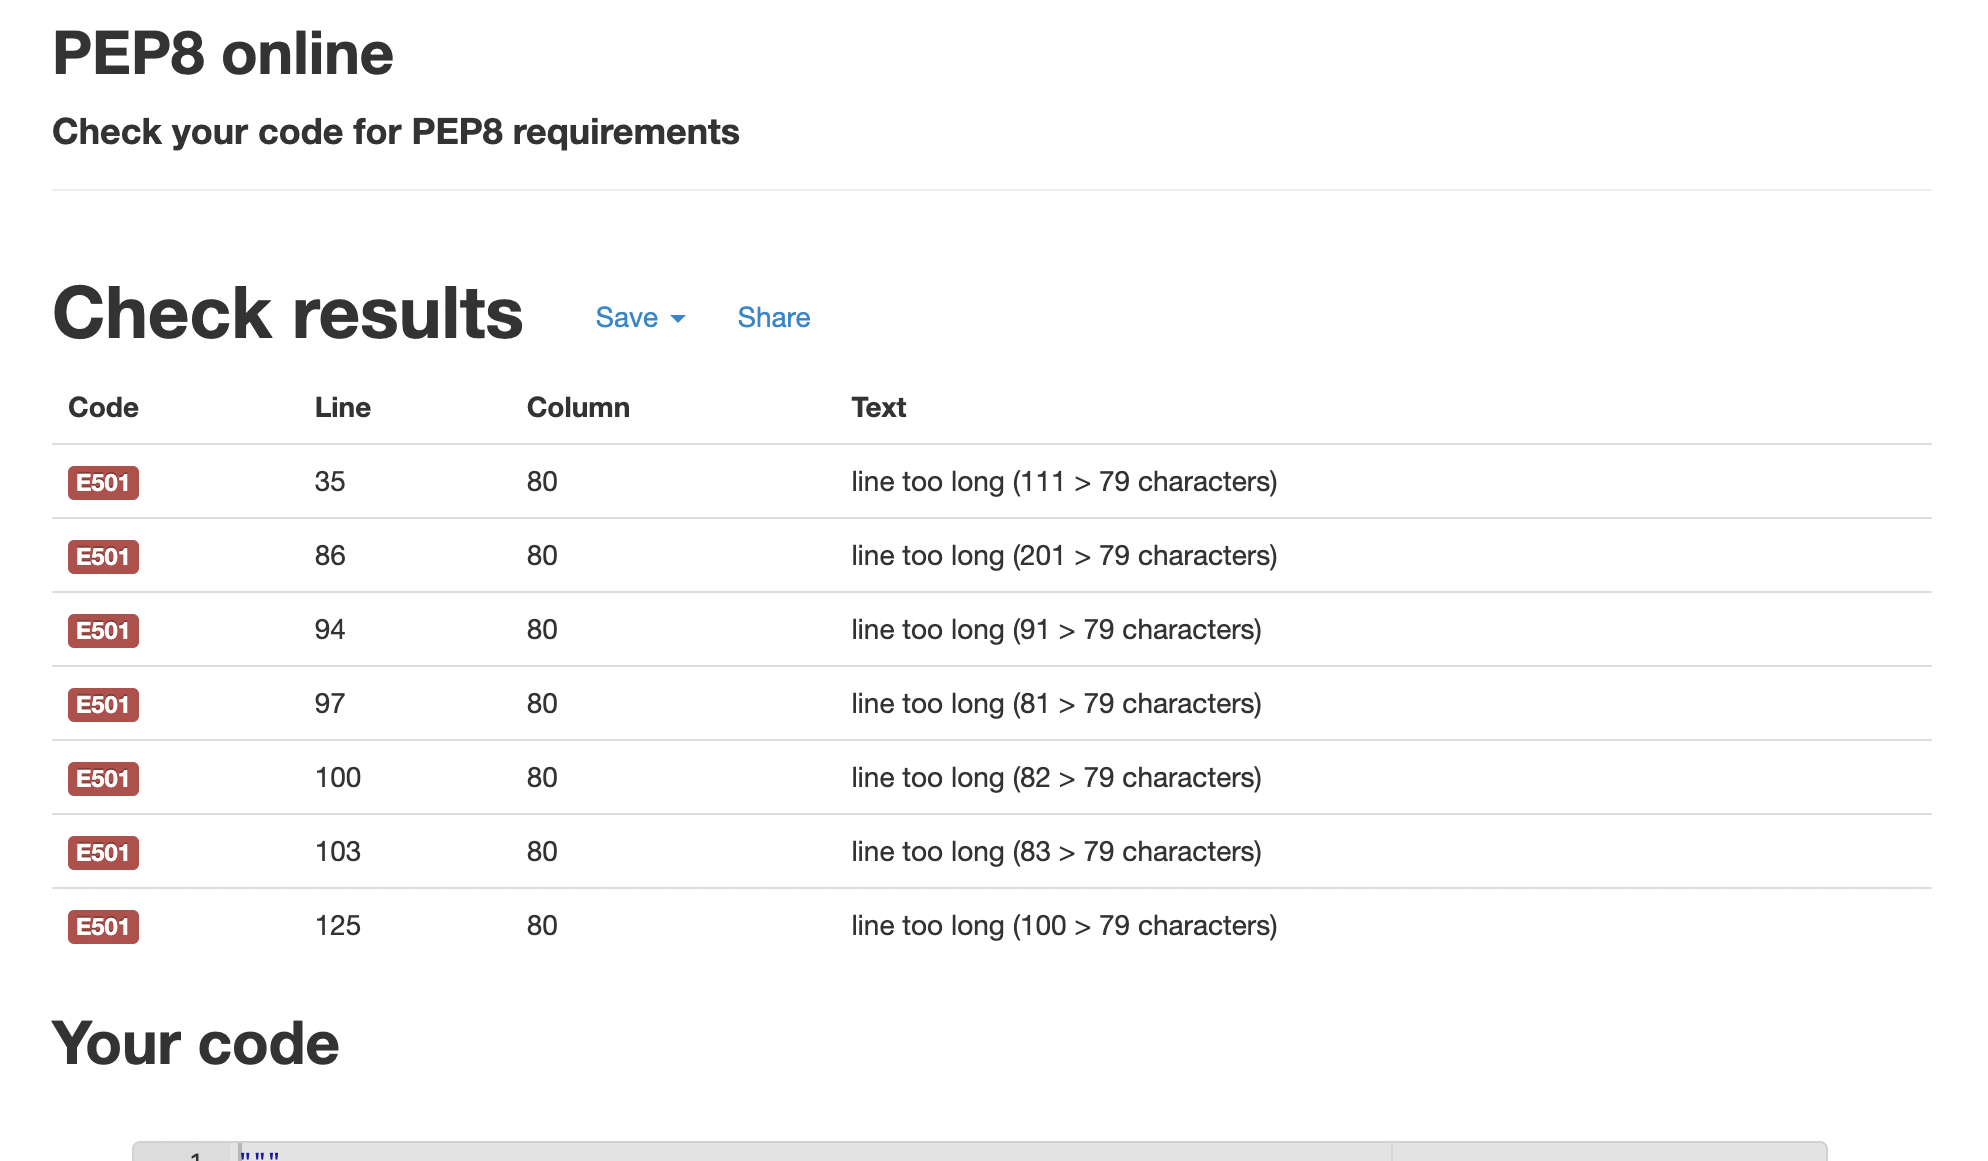 PEP8 online
Check your code for PEP8 requirements
Check results Save Share
Code Line Column Text
E501 35 80 line too long (111 > 79 characters)
E501 86 80 line too long (201 > 79 characters)
E501 94 80 line too long (91 > 79 characters)
E501 97 80 line too long (81 > 79 characters)
E501 100 80 line too long (82 > 79 characters)
E501 103 80 line too long (83 > 79 characters)
E501 125 80 line too long (100 > 79 characters)
Your code
1 """